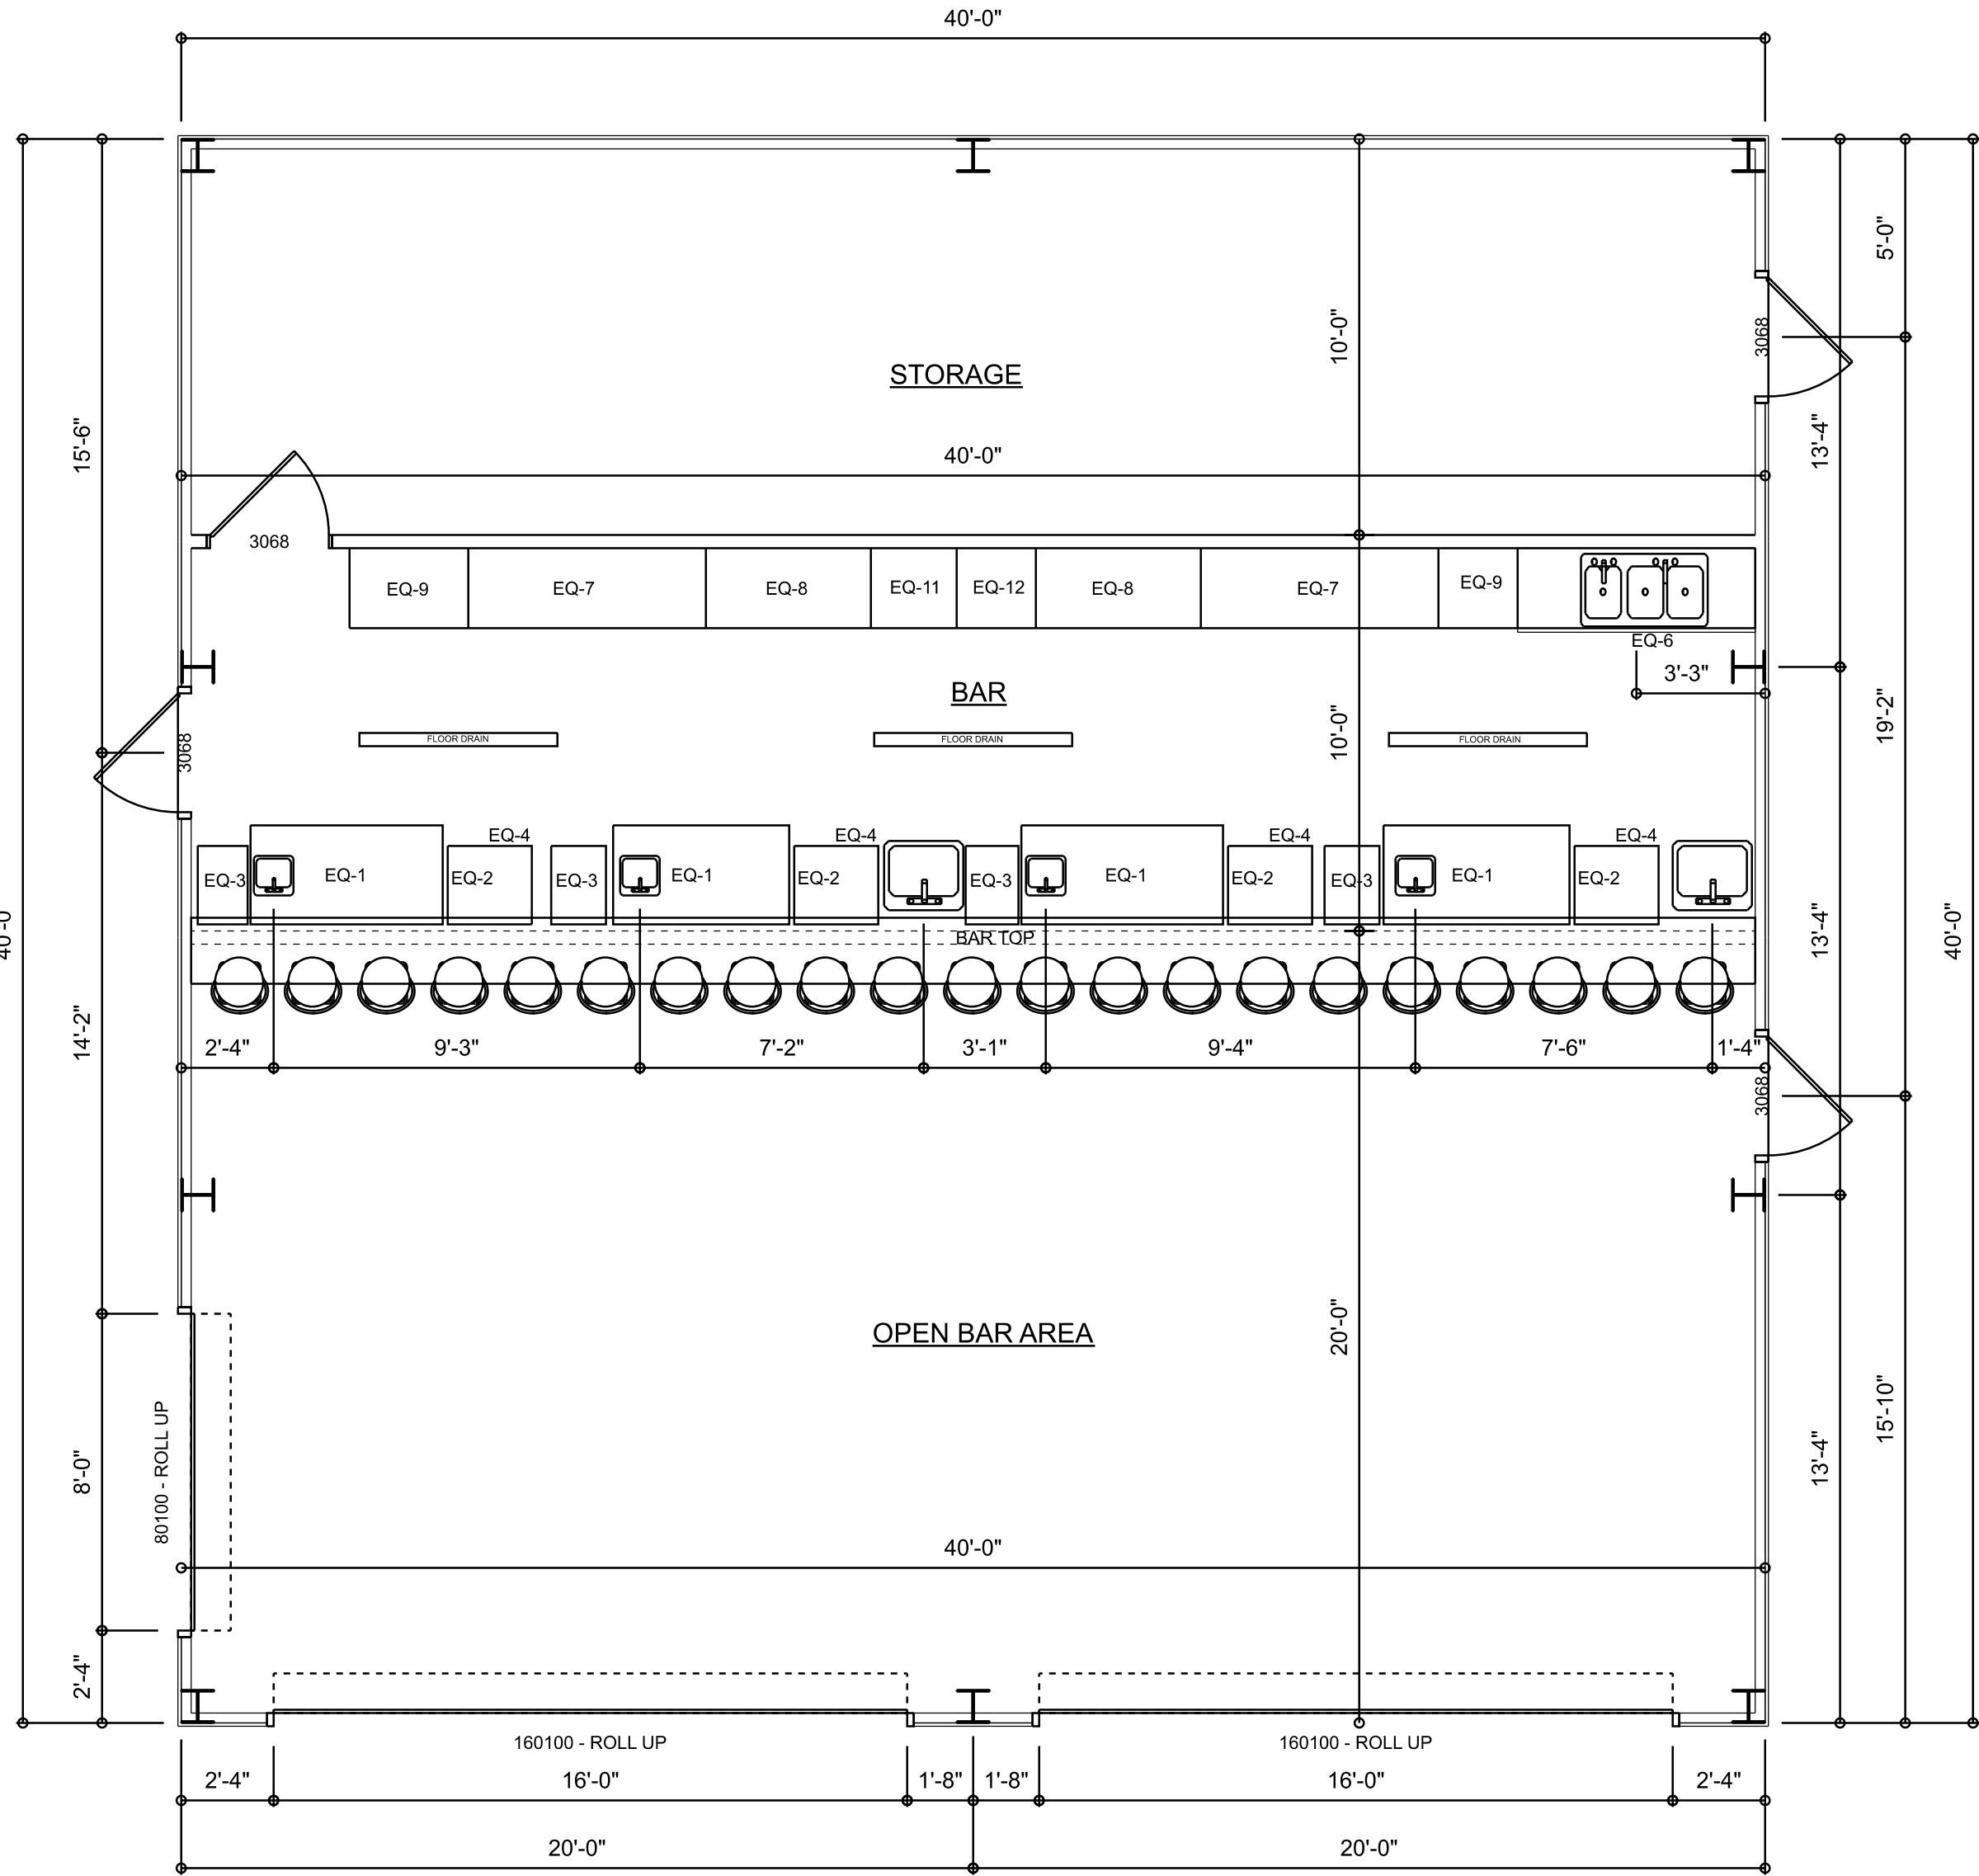 40'-0"
5'-0"
10'-0"
3068
STORAGE
13'-4"
15'-6"
40'-0"
3068
EQ-9
EQ-7
EQ-8
EQ-11
EQ-12
EQ-8
EQ-7
EQ-9
EQ-6
3'-3"
BAR
19'-2"
10'-0"
3068
FLOOR DRAIN
FLOOR DRAIN
FLOOR DRAIN
EQ-4
EQ-4
EQ-4
EQ-4
EQ-3
EQ-1
EQ-2
EQ-3
EQ-1
EQ-2
EQ-3
EQ-1
EQ-2
EQ-3
EQ-1
EQ-2
40'-0
BAR TOP
13'-4"
40'-0"
14'-2"
2'-4"
9'-3"
7'-2"
3'-1"
9'-4"
7'-6"
1'-4"
3068
OPEN BAR AREA
20'-0"
15'-10"
80100 - ROLL UP
8'-0"
13'-4"
40'-0"
2'-4"
160100 - ROLL UP
160100 - ROLL UP
2'-4"
16'-0"
1'-8"
1'-8"
16'-0"
2'-4"
20'-0"
20'-0"